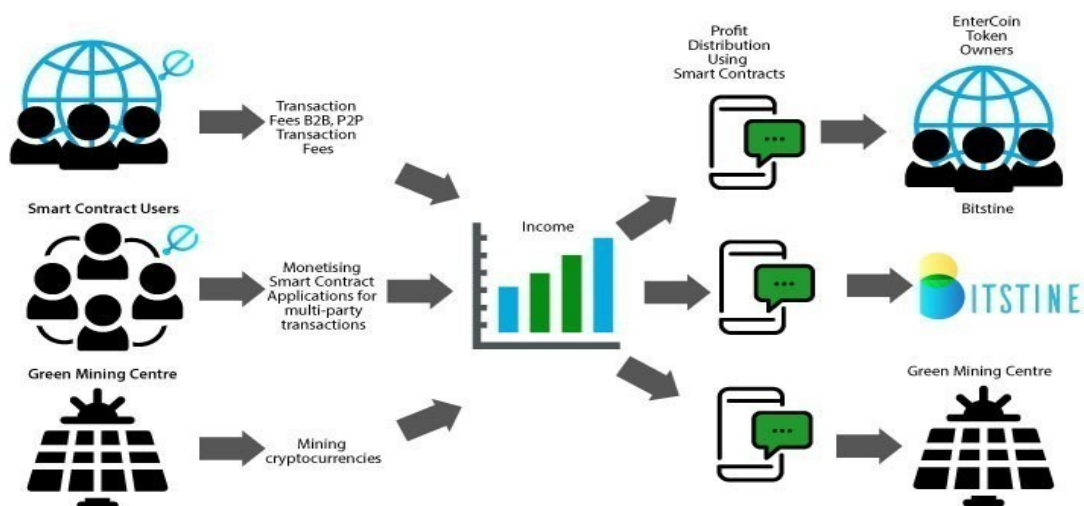 Transaction
Fees B2B, P2P
Transaction
Fees
Smart Contract Users
Monetising
Smart Contract
Applications for
multi-party
transactions
Green Mining Centre
Mining
cryptocurrencies
Income
Profit
Distribution
Using
Smart Contracts
EnterCoin
Token
Owners
Bitstine
BITSTINE
Green Mining Centre